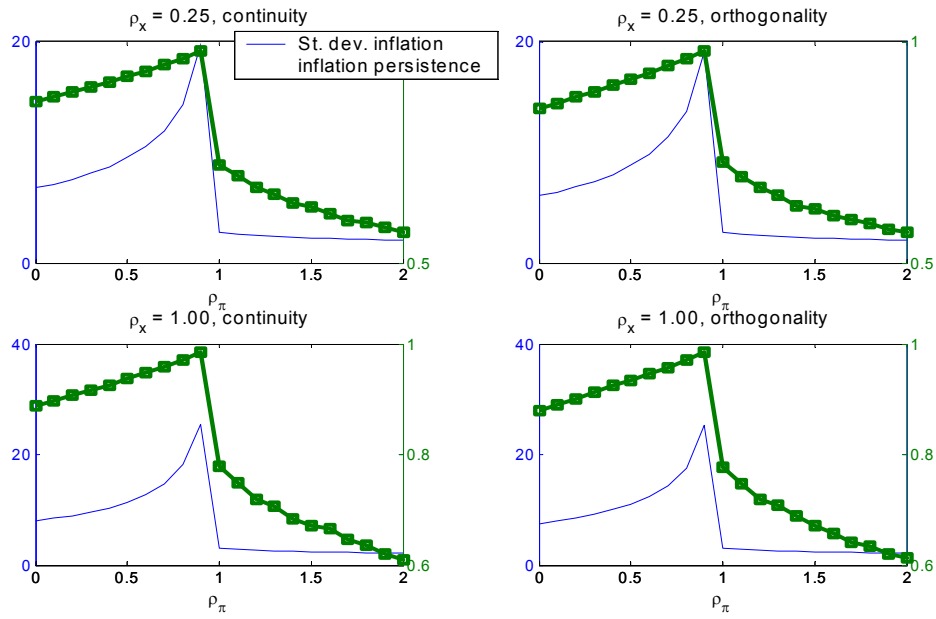 ρx = 0.25, continuity
ρx = 0.25, orthogonality
St. dev. inflation
inflation persistence
20
0
0 0.5 1 1.5 2
ρπ
0.5
20
0
0 0.5 1 1.5 2
ρπ
1
0.5
ρx = 1.00, continuity
ρx = 1.00, orthogonality
40
20
0
0 0.5 1 1.5 2
ρπ
1
0.8
0.6
40
20
0
0 0.5 1 1.5 2
ρπ
1
0.8
0.6